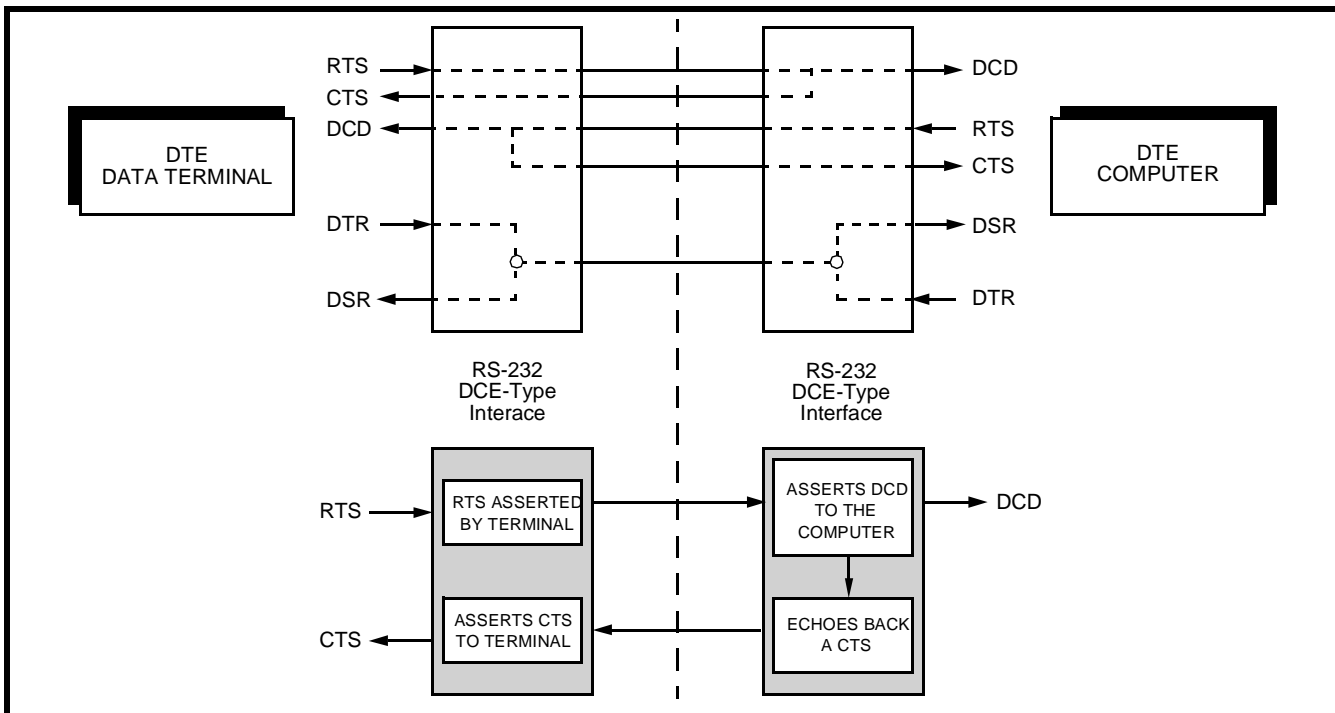 RTS
CTS
DCD
DTR
DSR
DTE
DATA TERMINAL
DCD
RTS
CTS
DSR
DTR
DTE
COMPUTER
RS-232
DCE-Type
Interace
RS-232
DCE-Type
Interface
RTS
RTS ASSERTED
BY TERMINAL
ASSERTS DCD
TO THE
COMPUTER
DCD
CTS
ASSERTS CTS
TO TERMINAL
ECHOES BACK
A CTS